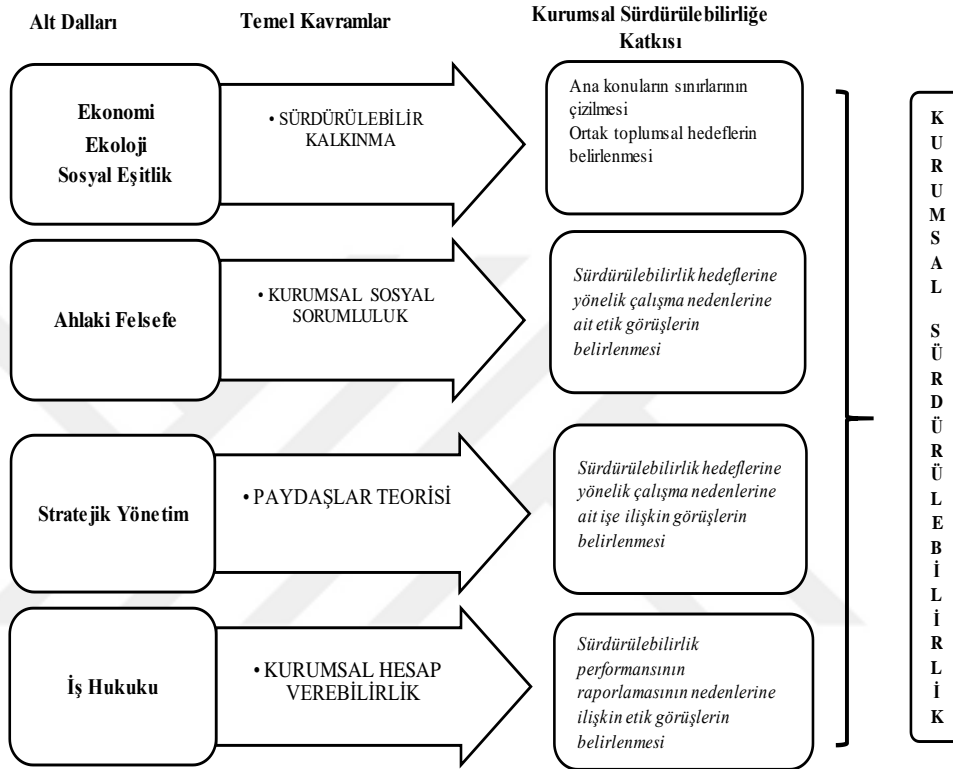 Alt Dalları
Temel Kavramlar
Kurumsal Sürdürülebilirliğe
Katkısı
Ekonomi
Ekoloji
Sosyal Eşitlik
• SÜRDÜRÜLEBİLİR
KALKINMA
Ana konuların sınırlarının
çizilmesi
Ortak toplumsal hedeflerin
belirlenmesi
Ahlaki Felsefe
• KURUMSAL SOSYAL
SORUMLULUK
Sürdürülebilirlik hedeflerine
yönelik çalışma nedenlerine
ait etik görüşlerin
belirlenmesi
Stratejik Yönetim
• PAYDAŞLAR TEORİSİ
Sürdürülebilirlik hedeflerine
yönelik çalışma nedenlerine
ait işe ilişkin görüşlerin
belirlenmesi
İş Hukuku
• KURUMSAL HESAP
VEREBİLİRLİK
Sürdürülebilirlik
performansının
raporlamasının nedenlerine
ilişkin etik görüşlerin
belirlenmesi
K
U
R
U
M
S
A
L
S
Ü
R
D
Ü
R
Ü
L
E
B
İ
L
İ
R
L
İ
K